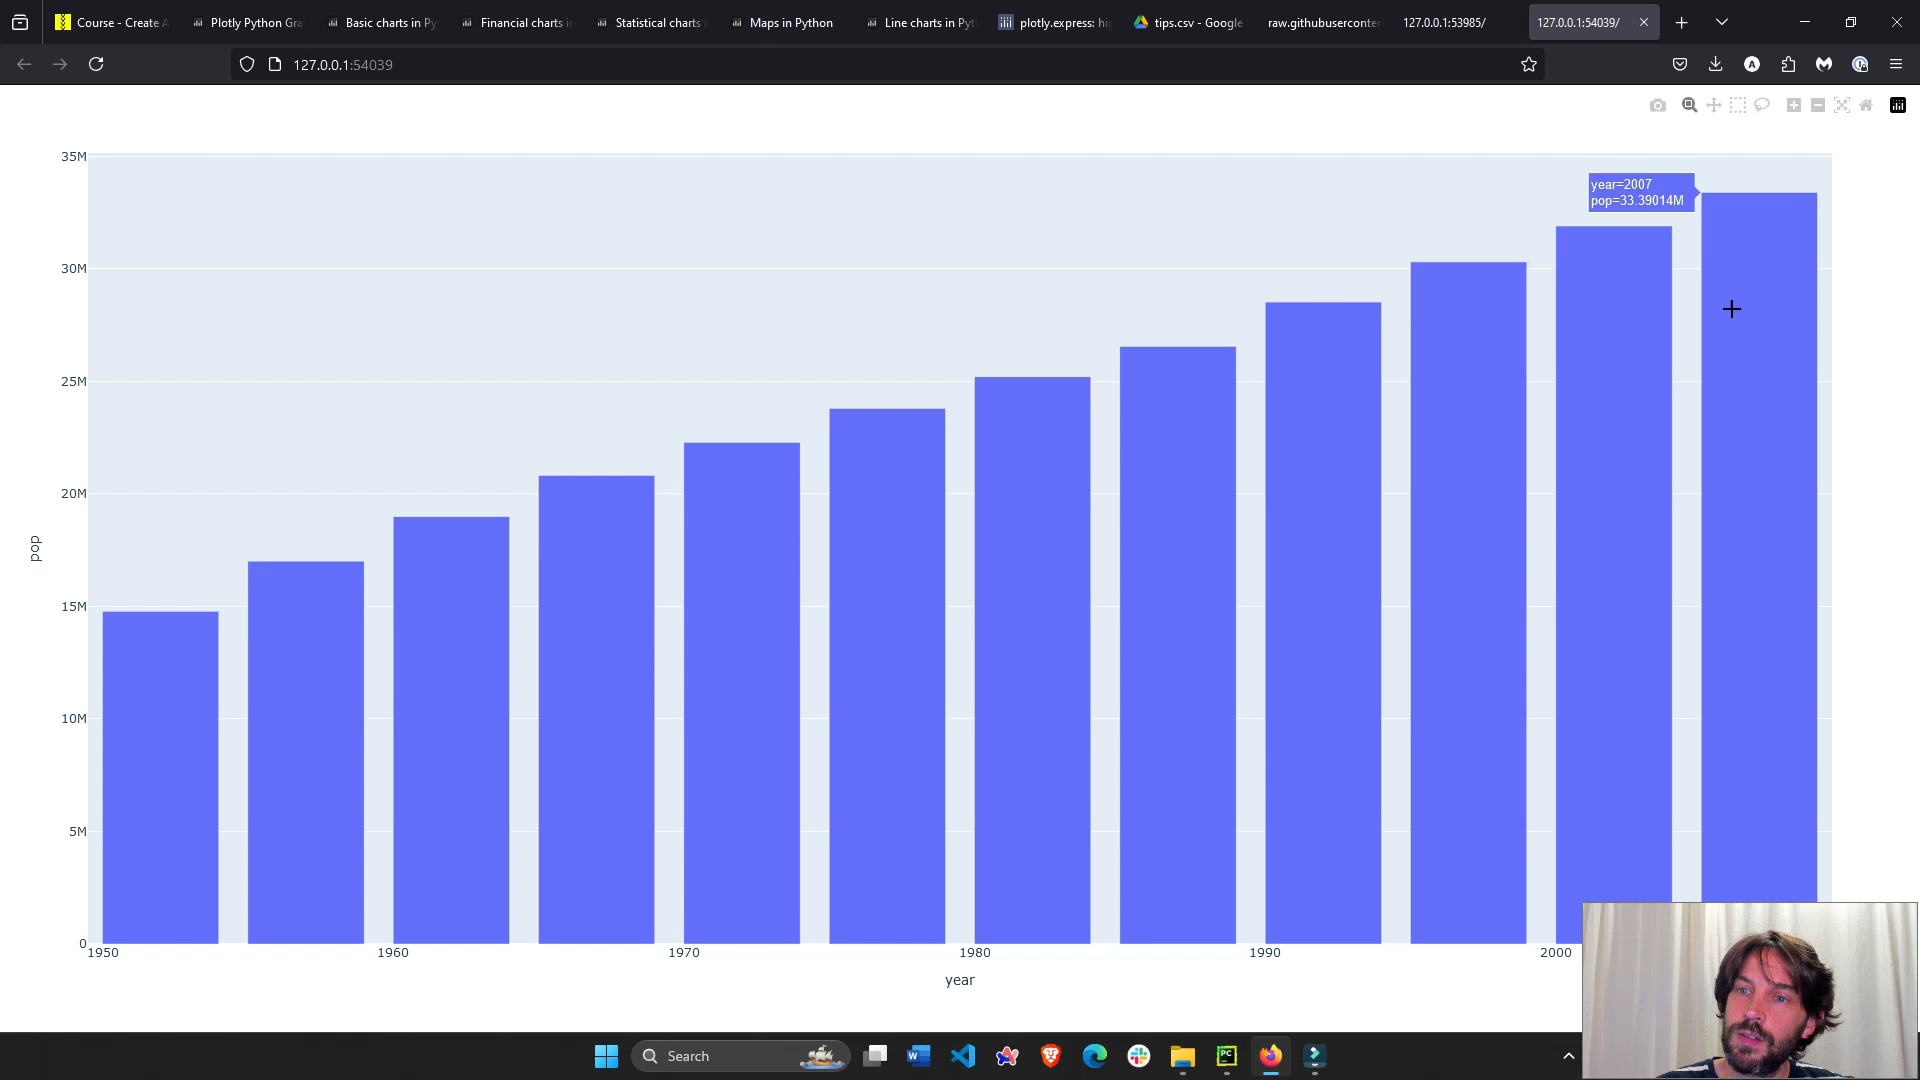 Course - Create A
Plotly Python Gra
Basic charts in Py
Financial charts i
Statistical charts
Maps in Python
Line charts in Pyt
plotly.express: hi
tips.csv - Google
raw.githubuserconte
127.0.0.1:53985/
127.0.0.1:54039/
127.0.0.1:54039
A
35M
30M
25M
20M
15M
10M
5M
0
pop
year=2007
pop=33.39014M
1950
1960
1970
1980
1990
2000
year
Search
PC